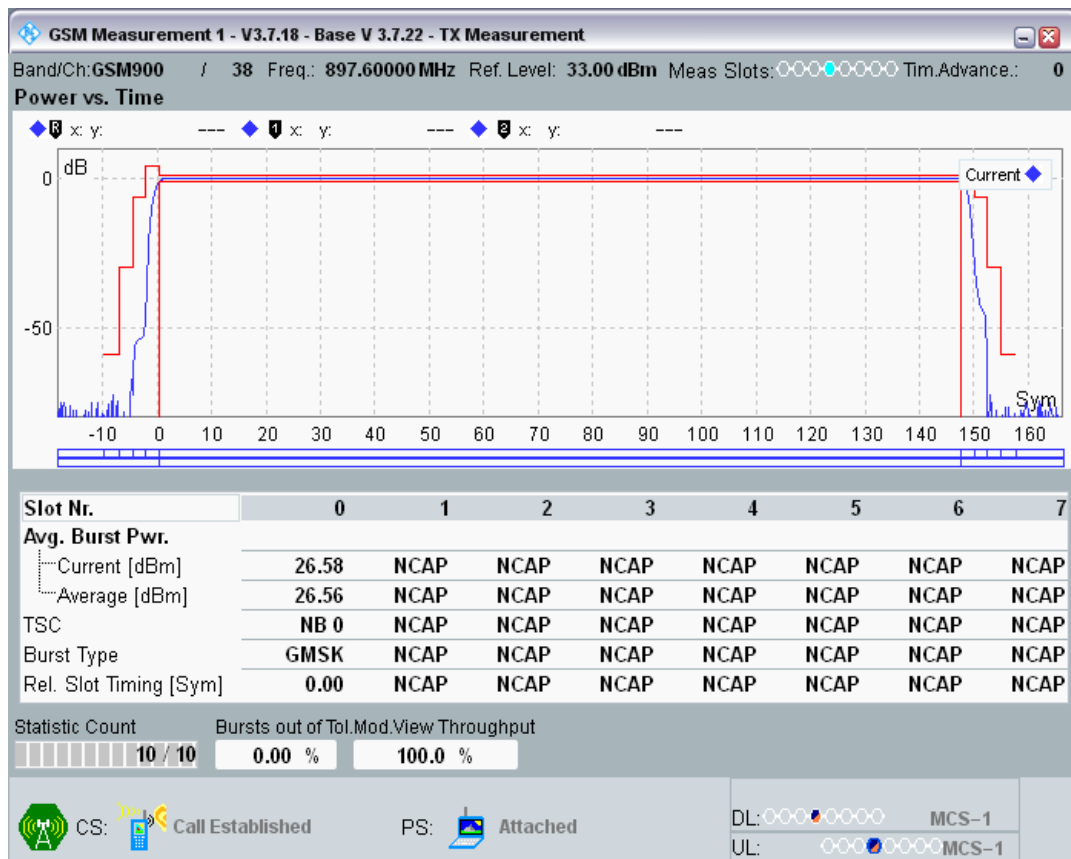 GSM Measurement 1 - V3.7.18 - Base V 3.7.22 - TX Measurement
Band/Ch:GSM900 / 38 Freq.: 897.60000 MHz Ref. Level: 33.00 dBm Meas Slots: Tim.Advance.: 0
Power vs. Time
R x: y: --- 1 x: y: --- 2 x: y: ---
dB
0
Current
-50
Sym
-10 0 10 20 30 40 50 60 70 80 90 100 110 120 130 140 150 160
Slot Nr. 0 1 2 3 4 5 6 7
Avg. Burst Pwr.
Current [dBm] 26.58 NCAP NCAP NCAP NCAP NCAP NCAP NCAP
Average [dBm] 26.56 NCAP NCAP NCAP NCAP NCAP NCAP NCAP
TSC NB 0 NCAP NCAP NCAP NCAP NCAP NCAP NCAP
Burst Type GMSK NCAP NCAP NCAP NCAP NCAP NCAP NCAP
Rel. Slot Timing [Sym] 0.00 NCAP NCAP NCAP NCAP NCAP NCAP NCAP
Statistic Count Bursts out of Tol.Mod.View Throughput
10 / 10 0.00 % 100.0 %
CS: Call Established PS: Attached
DL: MCS-1
UL: MCS-1